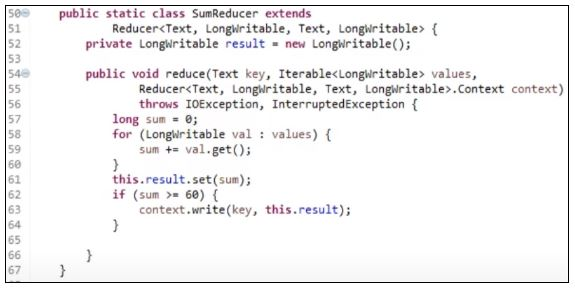 50 public static class SumReducer extends
51 Reducer<Text, LongWritable, Text, LongWritable> {
52 private LongWritable result = new LongWritable();
53
54 public void reduce(Text key, Iterable<LongWritable> values,
55 Reducer<Text, LongWritable, Text, LongWritable>.Context context)
56 throws IOException, InterruptedException {
57 long sum = 0;
58 for (LongWritable val : values) {
59 sum += val.get();
60 }
61 this.result.set(sum);
62 if (sum >= 60) {
63 context.write(key, this.result);
64 }
65
66 }
67 }